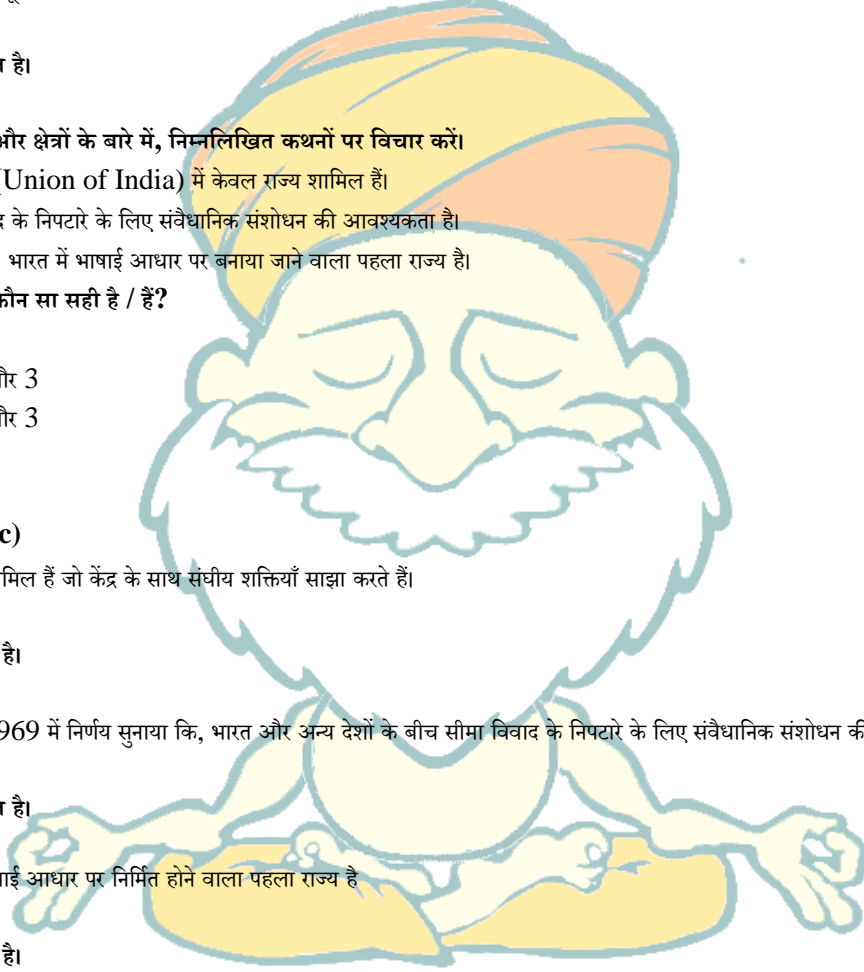 है।
और क्षेत्रों के बारे में, निम्नलिखित कथनों पर विचार करें।
(Union of India) में केवल राज्य शामिल हैं।
के निपटारे के लिए संवैधानिक संशोधन की आवश्यकता है।
भारत में भाषाई आधार पर बनाया जाने वाला पहला राज्य है।
कौन सा सही है / हैं?
और 3
और 3
c)
मिल हैं जो केंद्र के साथ संघीय शक्तियाँ साझा करते हैं।
है।
969 में निर्णय सुनाया कि, भारत और अन्य देशों के बीच सीमा विवाद के निपटारे के लिए संवैधानिक संशोधन की
है।
आधार पर निर्मित होने वाला पहला राज्य है
है।